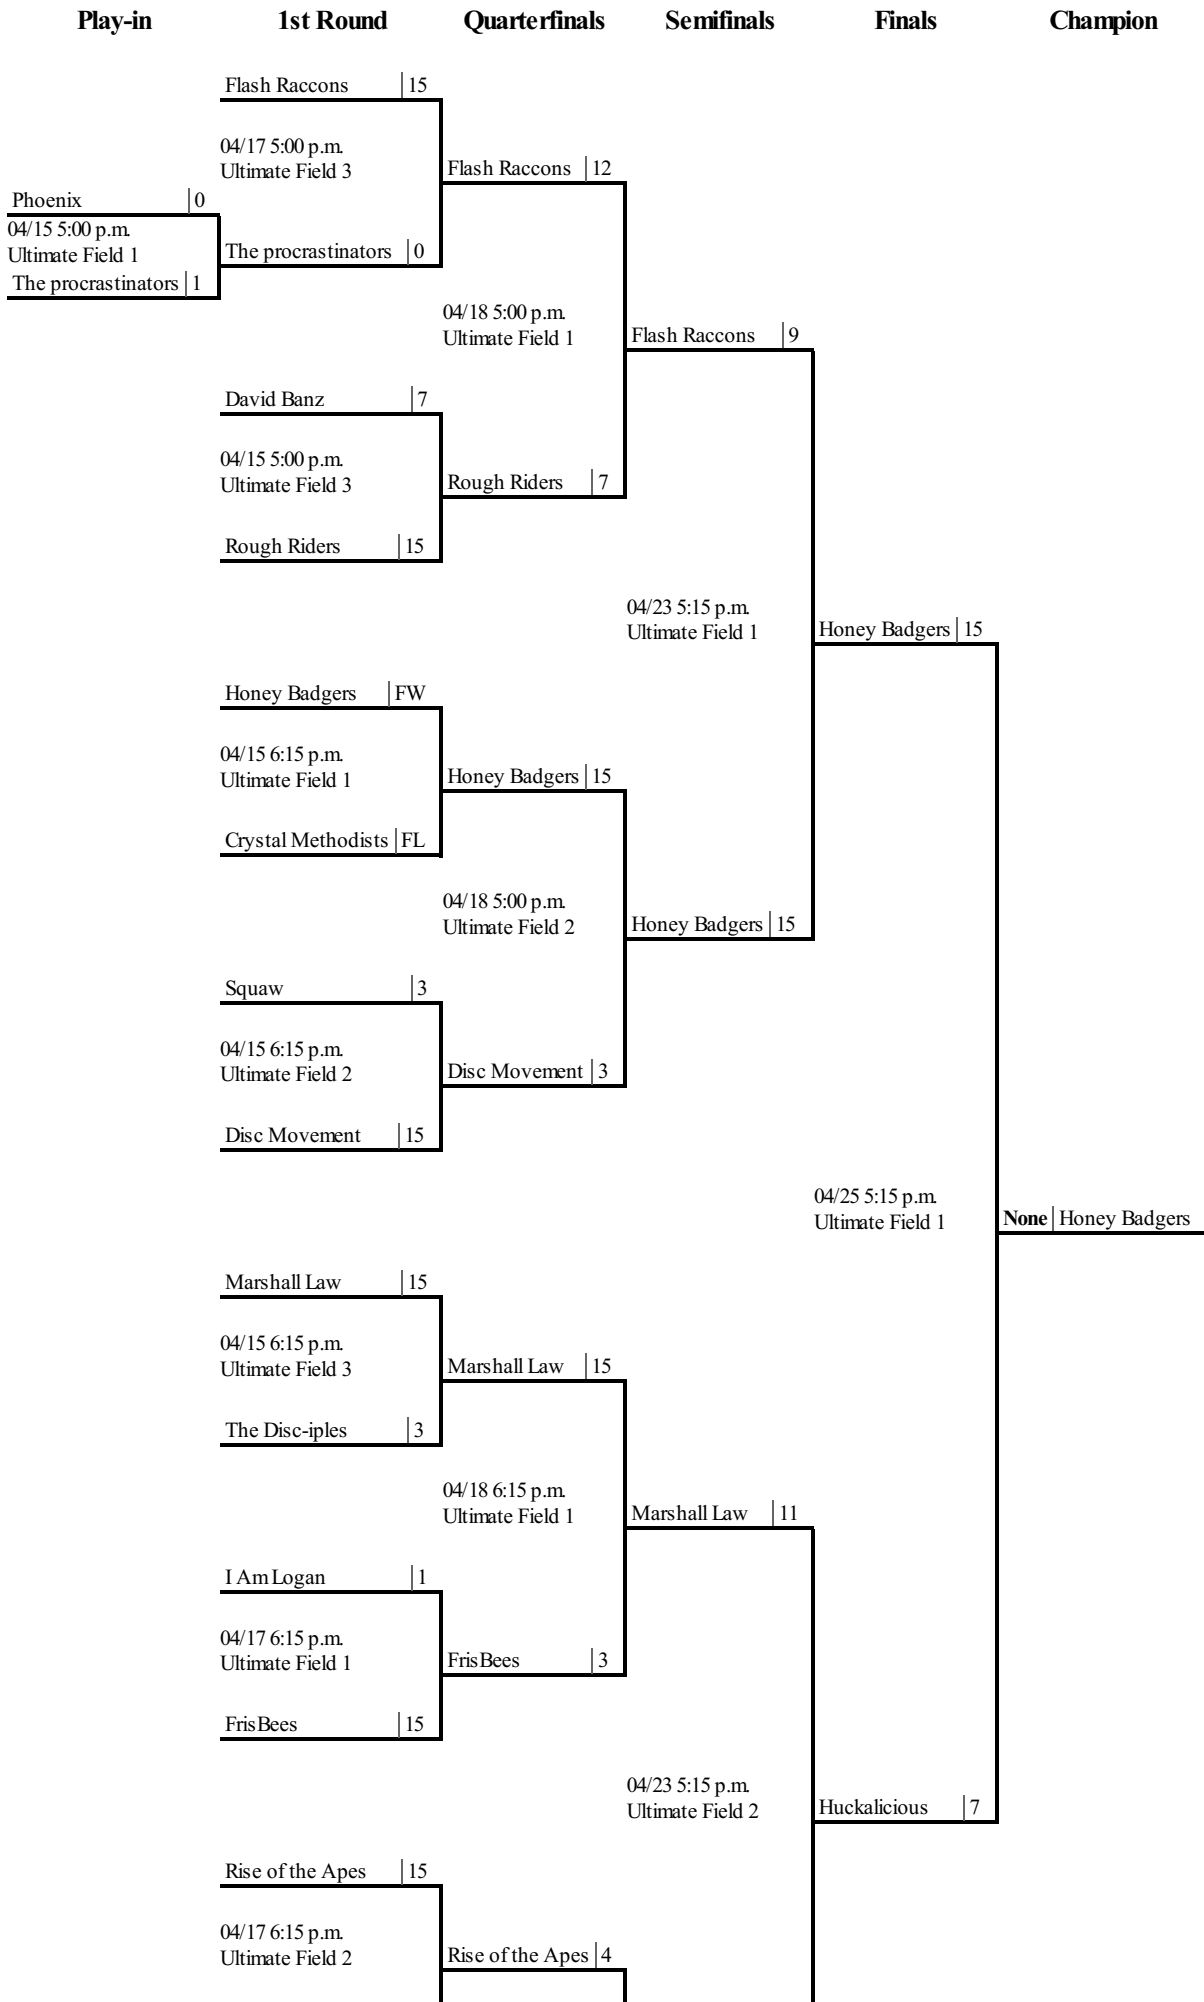 Play-in 1st Round Quarterfinals Semifinals Finals Champion
Flash Raccons 15
04/17 5:00 p.m.
Ultimate Field 3
Flash Raccons 12
Phoenix 0
04/15 5:00 p.m.
Ultimate Field 1
The procrastinators 0
The procrastinators 1
04/18 5:00 p.m.
Ultimate Field 1
Flash Raccons 9
David Banz 7
04/15 5:00 p.m.
Ultimate Field 3
Rough Riders 7
Rough Riders 15
04/23 5:15 p.m.
Ultimate Field 1
Honey Badgers 15
Honey Badgers FW
04/15 6:15 p.m.
Ultimate Field 1
Honey Badgers 15
Crystal Methodists FL
04/18 5:00 p.m.
Ultimate Field 2
Honey Badgers 15
Squaw 3
04/15 6:15 p.m.
Ultimate Field 2
Disc Movement 3
Disc Movement 15
04/25 5:15 p.m.
Ultimate Field 1
None Honey Badgers
Marshall Law 15
04/15 6:15 p.m.
Ultimate Field 3
Marshall Law 15
The Disc-iples 3
04/18 6:15 p.m.
Ultimate Field 1
Marshall Law 11
I Am Logan 1
04/17 6:15 p.m.
Ultimate Field 1
FrisBees 3
FrisBees 15
04/23 5:15 p.m.
Ultimate Field 2
Huckalicious 7
Rise of the Apes 15
04/17 6:15 p.m.
Ultimate Field 2
Rise of the Apes 4